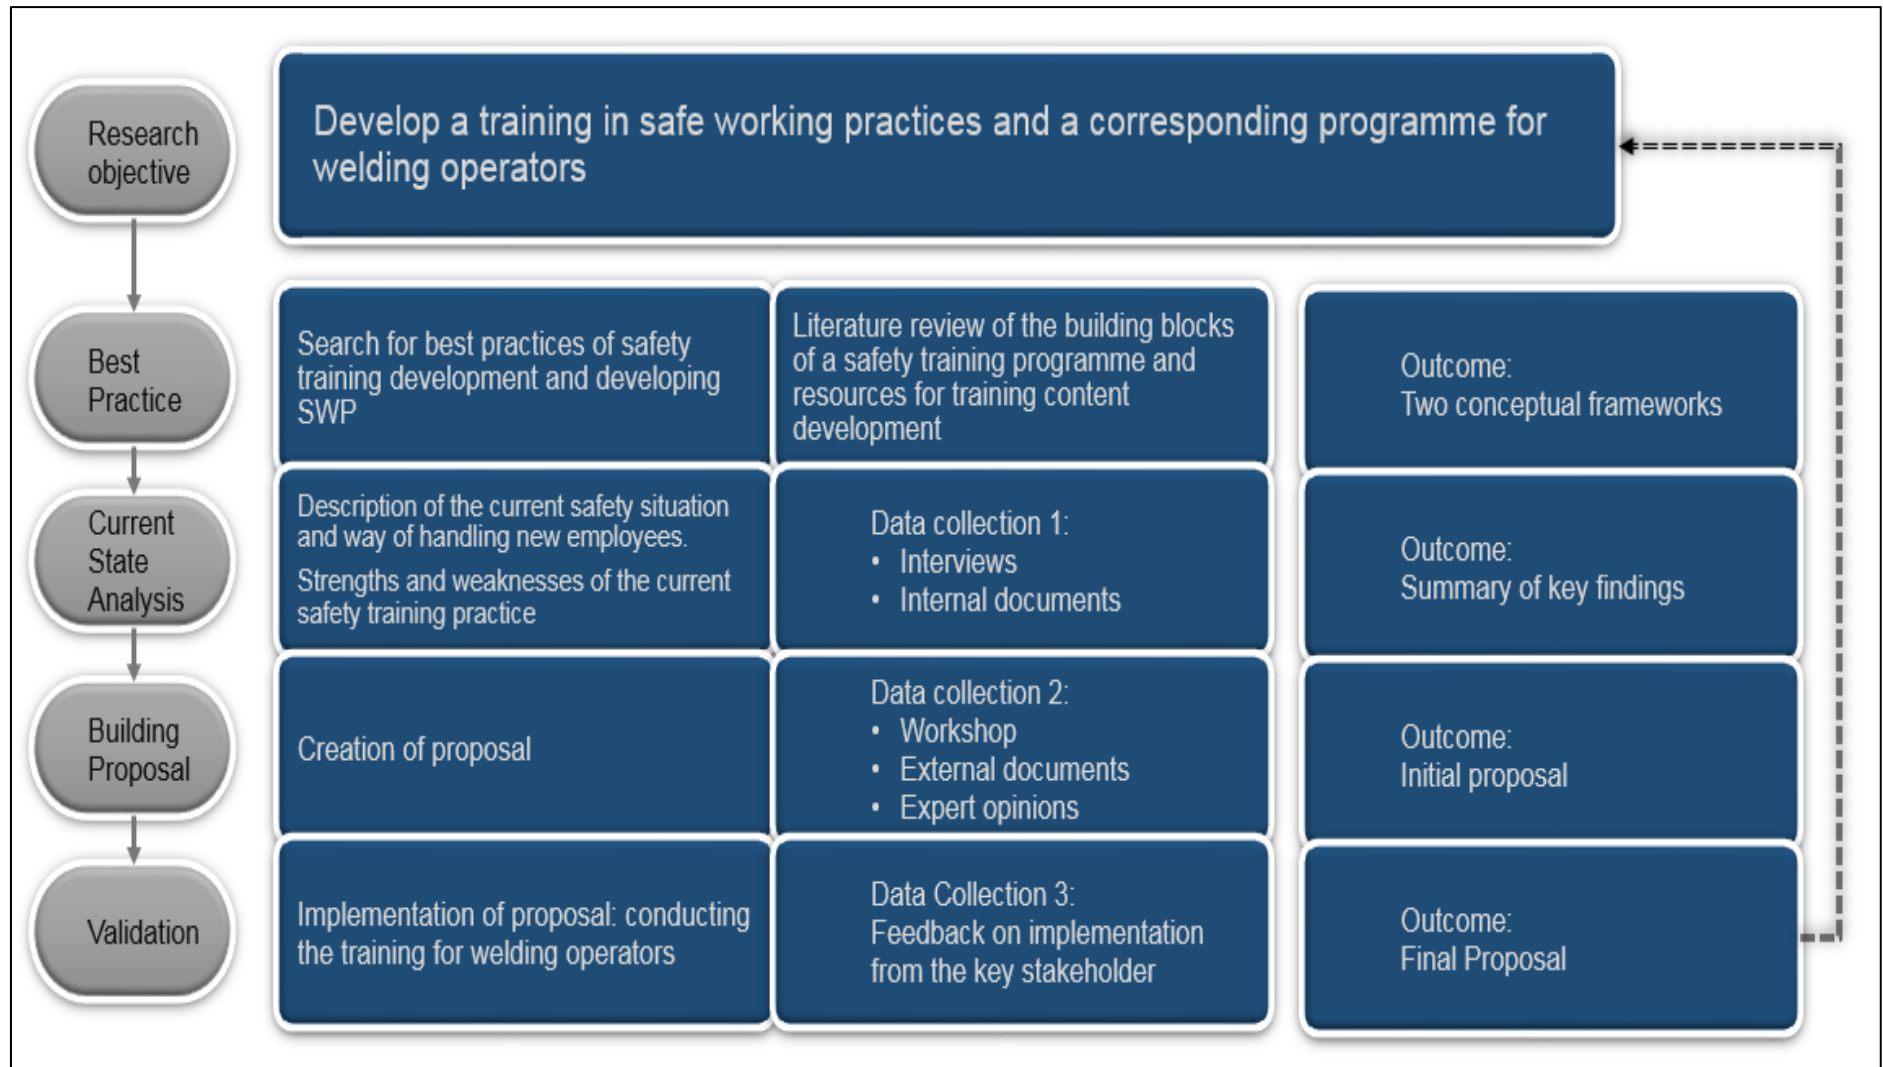 Research
objective
Develop a training in safe working practices and a corresponding programme for
welding operators
Best
Practice
Search for best practices of safety
training development and developing
SWP
Literature review of the building blocks
of a safety training programme and
resources for training content
development
Outcome:
Two conceptual frameworks
Current
State
Analysis
Description of the current safety situation
and way of handling new employees.
Strengths and weaknesses of the current
safety training practice
Data collection 1:
• Interviews
• Internal documents
Outcome:
Summary of key findings
Building
Proposal
Creation of proposal
Data collection 2:
• Workshop
• External documents
• Expert opinions
Outcome:
Initial proposal
Validation
Implementation of proposal: conducting
the training for welding operators
Data Collection 3:
Feedback on implementation
from the key stakeholder
Outcome:
Final Proposal